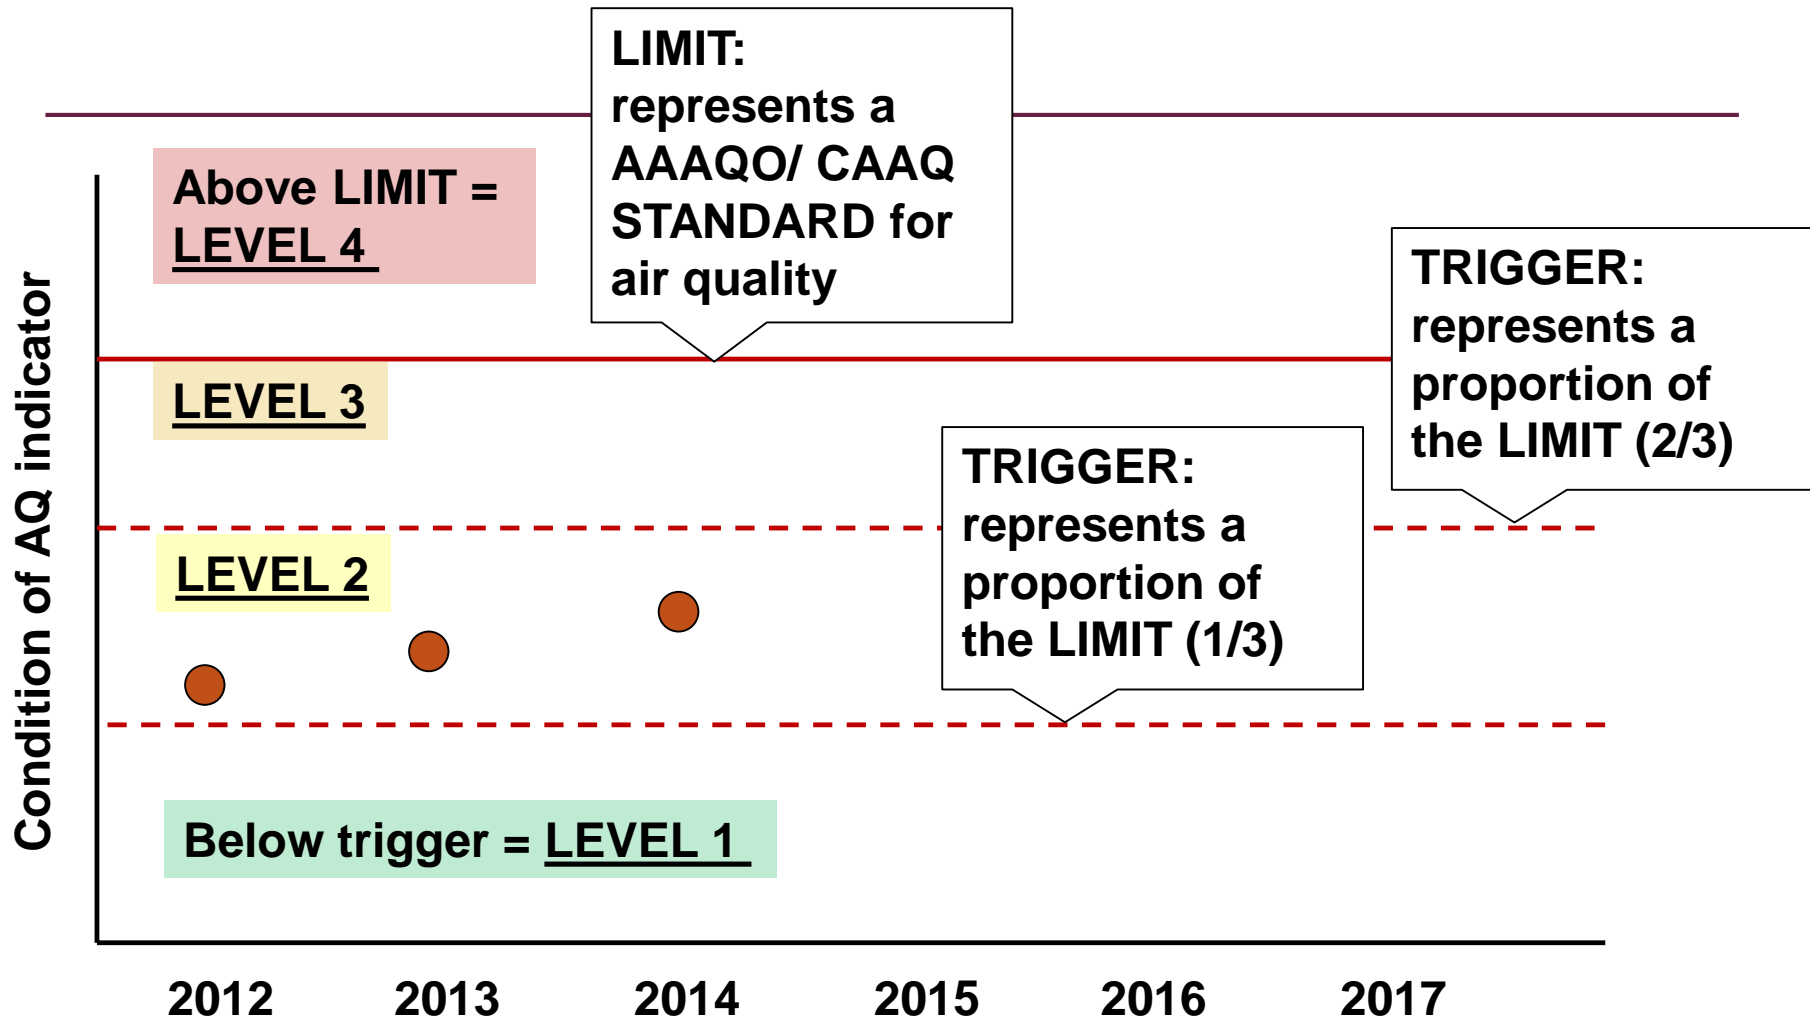 LIMIT:
represents a
AAAQO/ CAAQ
STANDARD for
air quality
Above LIMIT =
LEVEL 4
TRIGGER:
represents a
proportion of
the LIMIT (2/3)
LEVEL 3
TRIGGER:
represents a
proportion of
the LIMIT (1/3)
LEVEL 2
Below trigger = LEVEL 1
Condition of AQ indicator
2012 2013 2014 2015 2016 2017